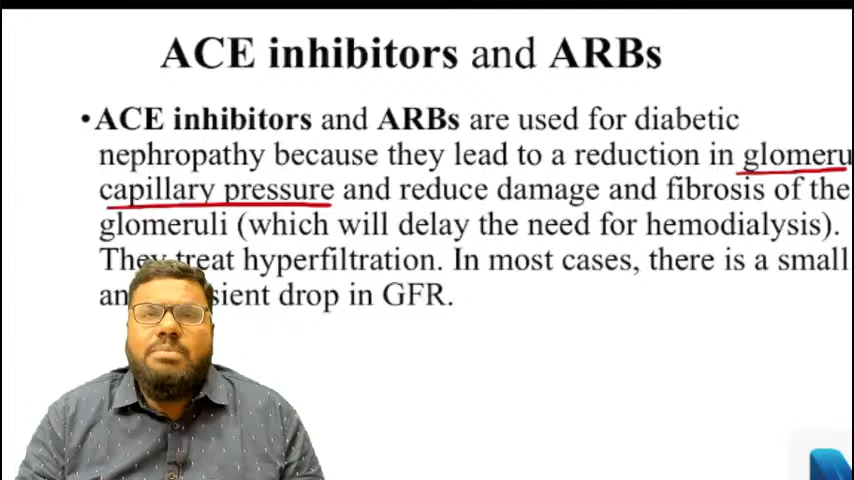 ACE inhibitors and ARBs
•ACE inhibitors and ARBs are used for diabetic
nephropathy because they lead to a reduction in glomeru
capillary pressure and reduce damage and fibrosis of the
glomeruli (which will delay the need for hemodialysis).
They treat hyperfiltration. In most cases, there is a small
an sient drop in GFR.